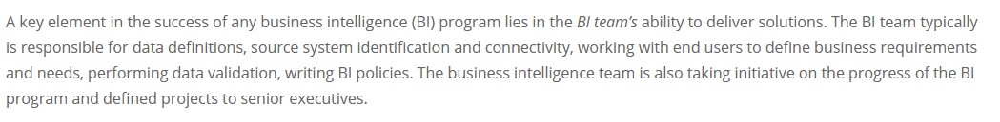 A key element in the success of any business intelligence (BI) program lies in the BI team's ability to deliver solutions. The BI team typically
is responsible for data definitions, source system identification and connectivity, working with end users to define business requirements
and needs, performing data validation, writing BI policies. The business intelligence team is also taking initiative on the progress of the BI
program and defined projects to senior executives.